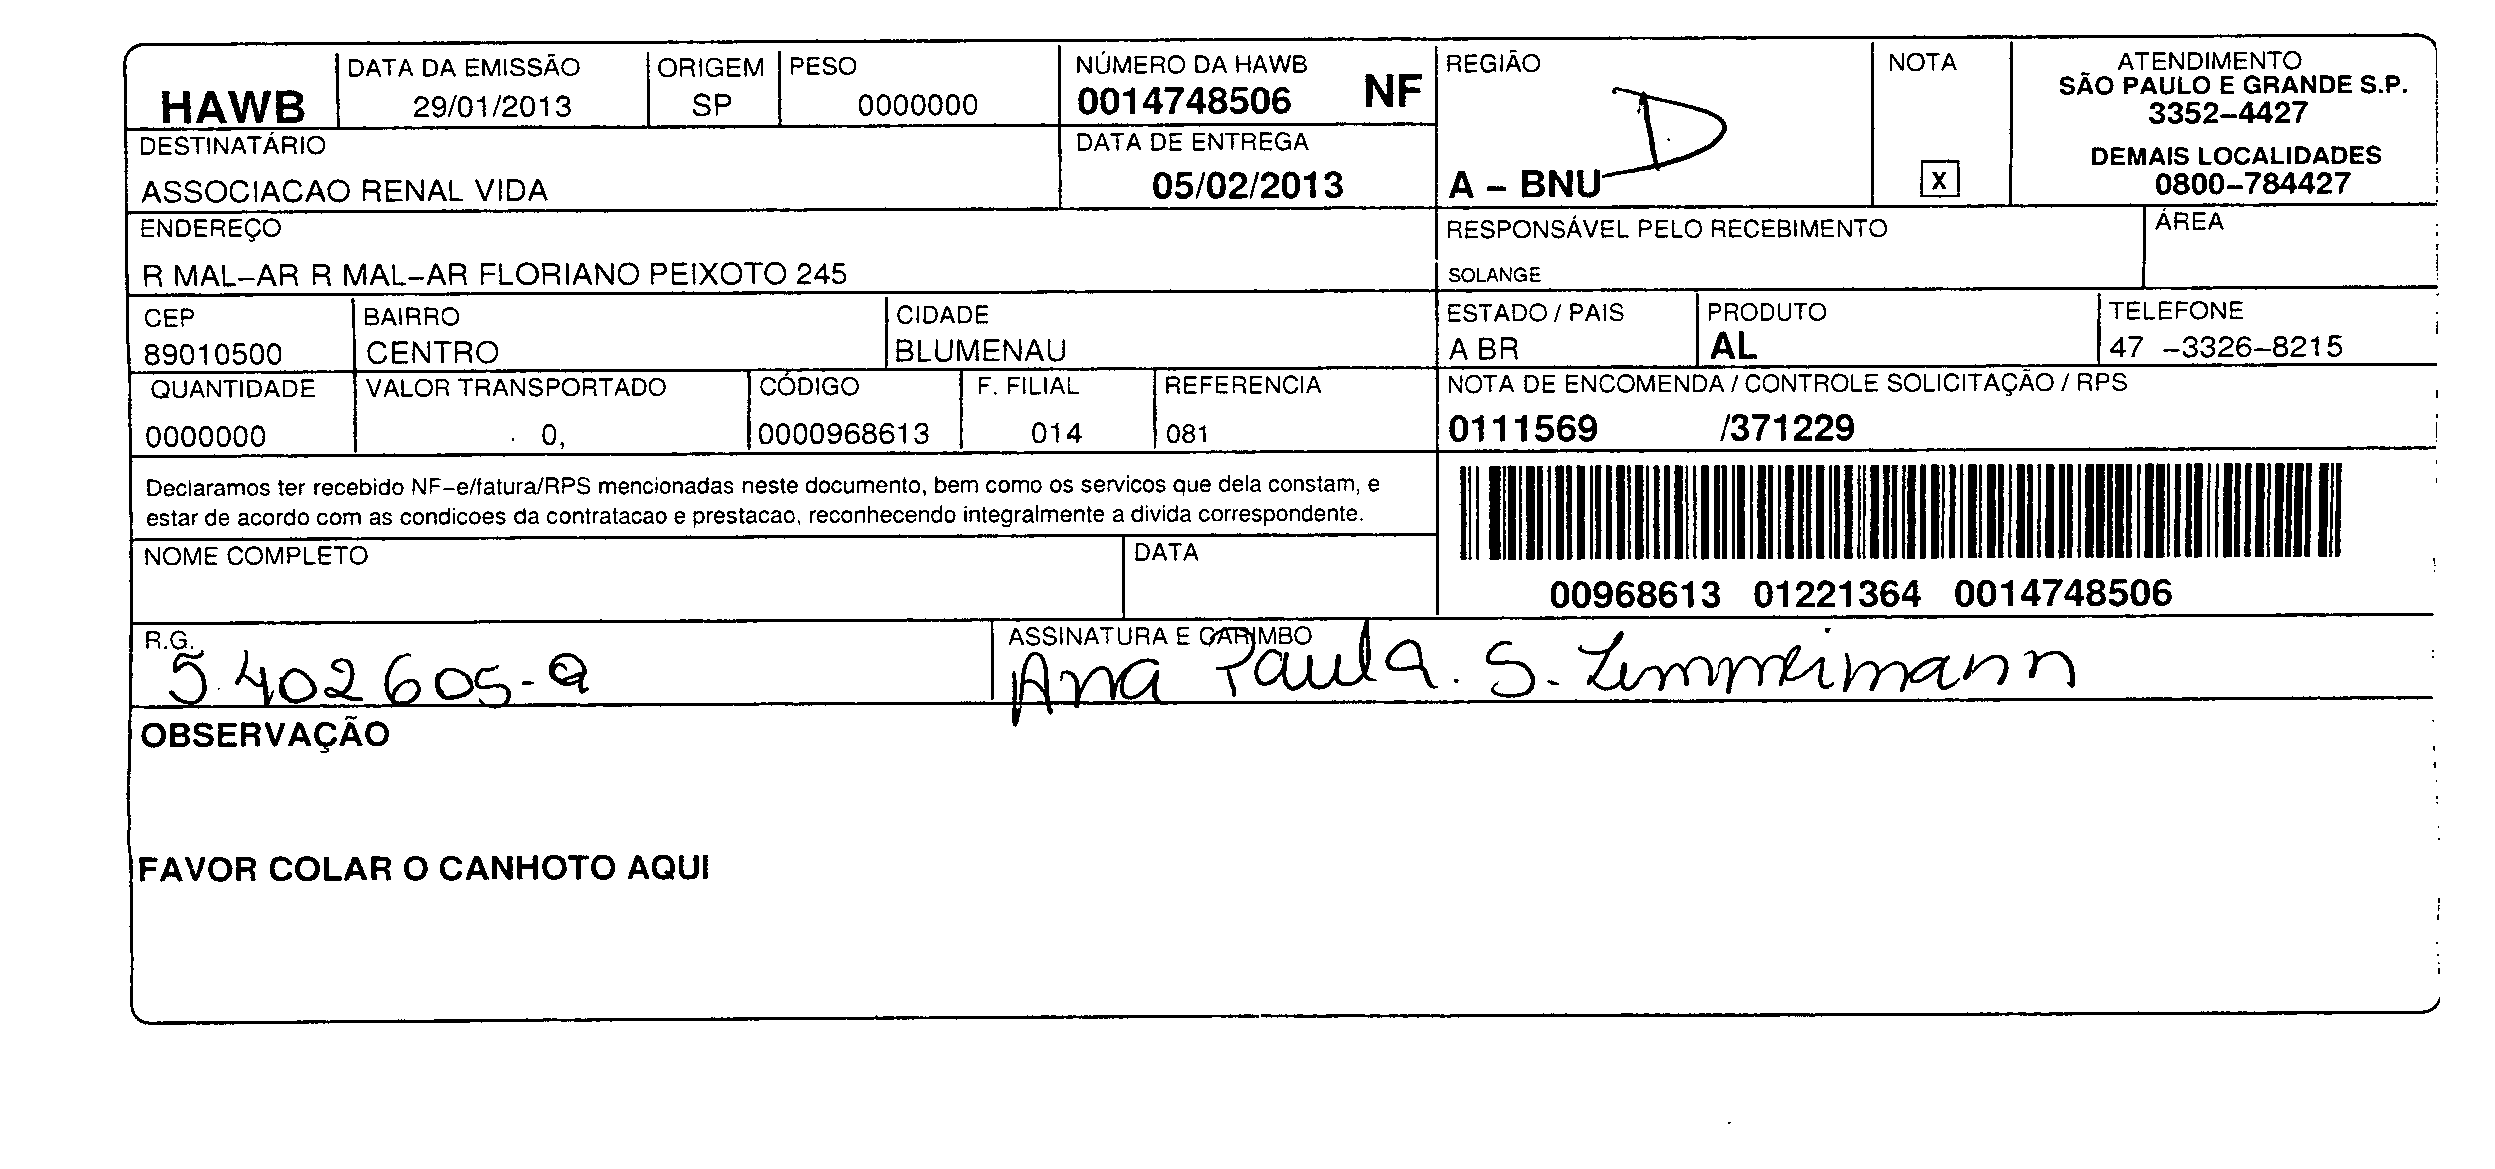 HAWB
DATA DA EMISSÃO
29/01/2013
ORIGEM
SP
PESO
0000000
NÚMERO DA HAWB
0014748506 NF
REGIÃO
A – BNU
NOTA
X
ATENDIMENTO
SÃO PAULO E GRANDE S.P.
3352–4427
DEMAIS LOCALIDADES
0800–784427
DESTINATÁRIO
ASSOCIACAO RENAL VIDA
DATA DE ENTREGA
05/02/2013
ENDEREÇO
R MAL–AR R MAL–AR FLORIANO PEIXOTO 245
RESPONSÁVEL PELO RECEBIMENTO
SOLANGE
ÁREA
CEP
89010500
BAIRRO
CENTRO
CIDADE
BLUMENAU
ESTADO / PAIS
A BR
PRODUTO
AL
TELEFONE
47 –3326–8215
QUANTIDADE
0000000
VALOR TRANSPORTADO
0,
CÓDIGO
0000968613
F. FILIAL
014
REFERENCIA
081
NOTA DE ENCOMENDA / CONTROLE SOLICITAÇÃO / RPS
0111569 /371229
Declaramos ter recebido NF–e/fatura/RPS mencionadas neste documento, bem como os servicos que dela constam, e
estar de acordo com as condicoes da contratacao e prestacao, reconhecendo integralmente a divida correspondente.
00968613 01221364 0014748506
NOME COMPLETO
DATA
R.G.
5.402605-
ASSINATURA E CARIMBO
Ana Paula. S. Zimmermann
OBSERVAÇÃO
FAVOR COLAR O CANHOTO AQUI